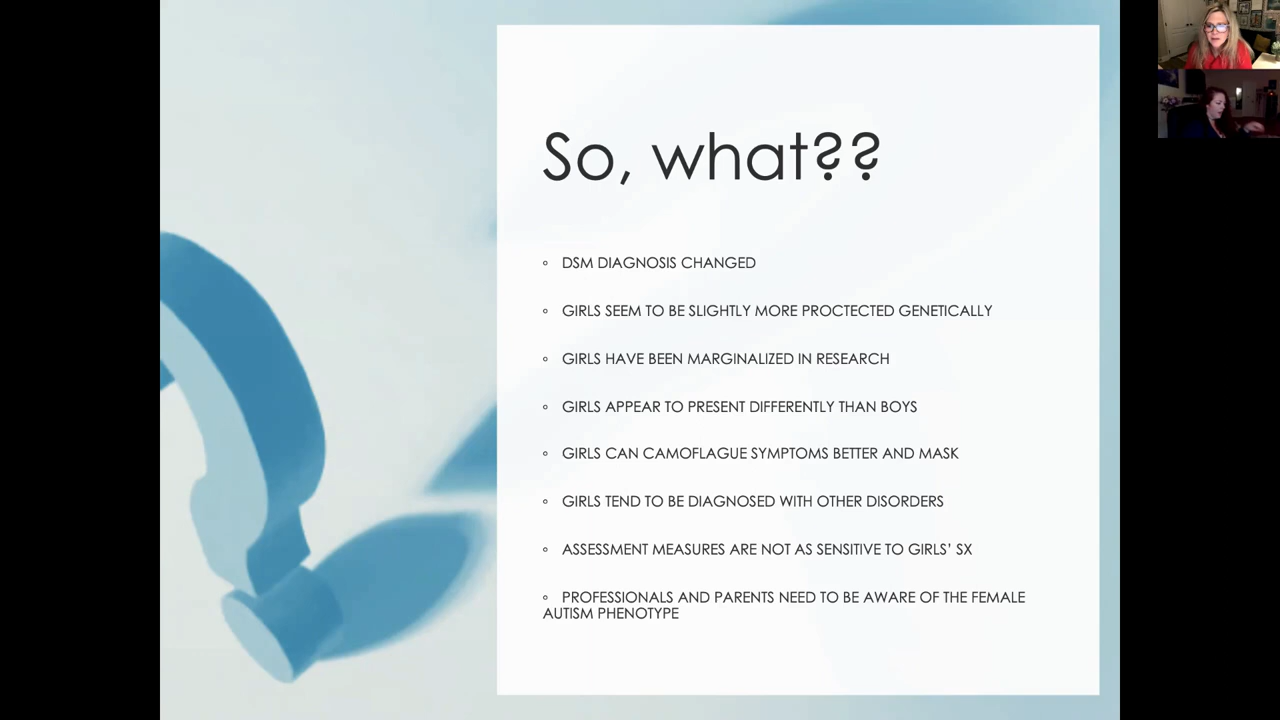 So, what??
◦ DSM DIAGNOSIS CHANGED
◦ GIRLS SEEM TO BE SLIGHTLY MORE PROCTECTED GENETICALLY
◦ GIRLS HAVE BEEN MARGINALIZED IN RESEARCH
◦ GIRLS APPEAR TO PRESENT DIFFERENTLY THAN BOYS
◦ GIRLS CAN CAMOFLAGUE SYMPTOMS BETTER AND MASK
◦ GIRLS TEND TO BE DIAGNOSED WITH OTHER DISORDERS
◦ ASSESSMENT MEASURES ARE NOT AS SENSITIVE TO GIRLS’ SX
◦ PROFESSIONALS AND PARENTS NEED TO BE AWARE OF THE FEMALE
AUTISM PHENOTYPE